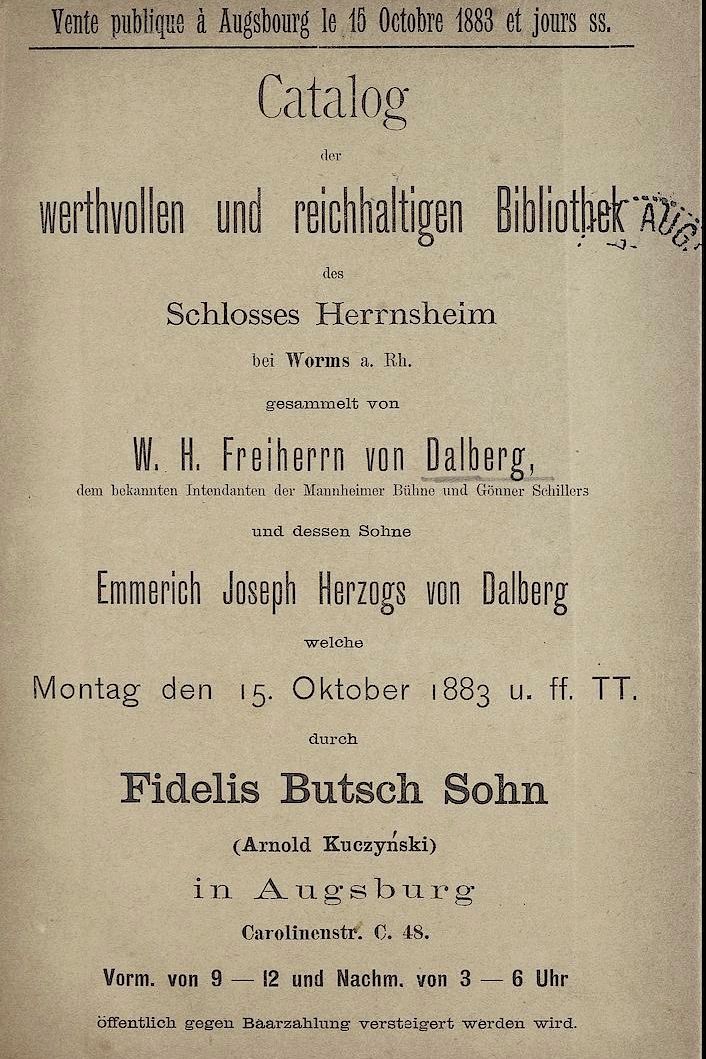 Vente publique à Augsbourg le 15 Octobre 1883 et jours ss.
Catalog
der
werthvollen und reichhaltigen Bibliothek
AUG.
des
Schlosses Herrnsheim
bei Worms a. Rh.
gesammelt von
W. H. Freiherrn von Dalberg,
dem bekannten Intendanten der Mannheimer Bühne und Gönner Schillers
und dessen Sohne
Emmerich Joseph Herzogs von Dalberg
welche
Montag den 15. Oktober 1883 u. ff. TT.
durch
Fidelis Butsch Sohn
(Arnold Kuczyński)
in Augsburg
Carolinenstr. C. 48.
Vorm. von 9 — 12 und Nachm. von 3 — 6 Uhr
öffentlich gegen Baarzahlung versteigert werden wird.